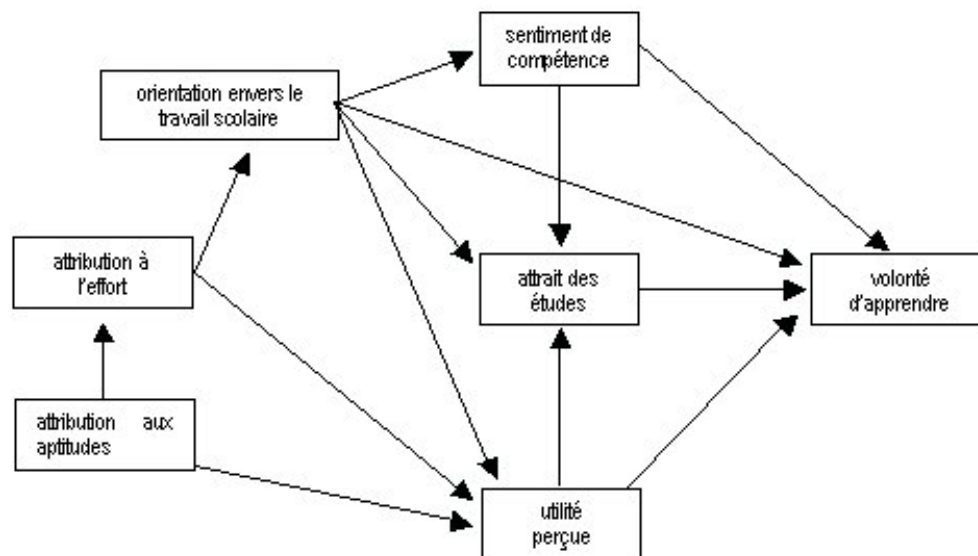 sentiment de
compétence
orientation envers le
travail scolaire
attribution à
l'effort
attrait des
études
volonté
d'apprendre
attribution aux
aptitudes
utilité
perçue